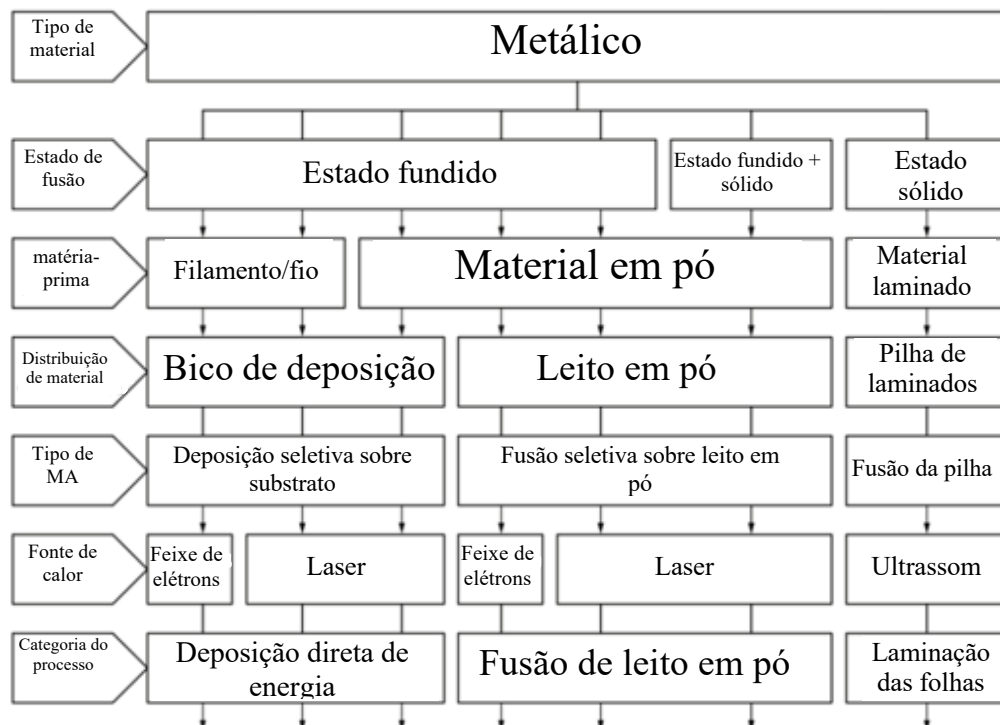 Tipo de
material
Metálico
Estado de
fusão
Estado fundido
Estado fundido +
sólido
Estado
sólido
matéria-
prima
Filamento/fio
Material em pó
Material
laminado
Distribuição
de material
Bico de deposição
Leito em pó
Pilha de
laminados
Tipo de
MA
Deposição seletiva sobre
substrato
Fusão seletiva sobre leito em
pó
Fusão da pilha
Fonte de
calor
Feixe de
elétrons
Laser
Feixe de
elétrons
Laser
Ultrassom
Categoria do
processo
Deposição direta de
energia
Fusão de leito em pó
Laminação
das folhas